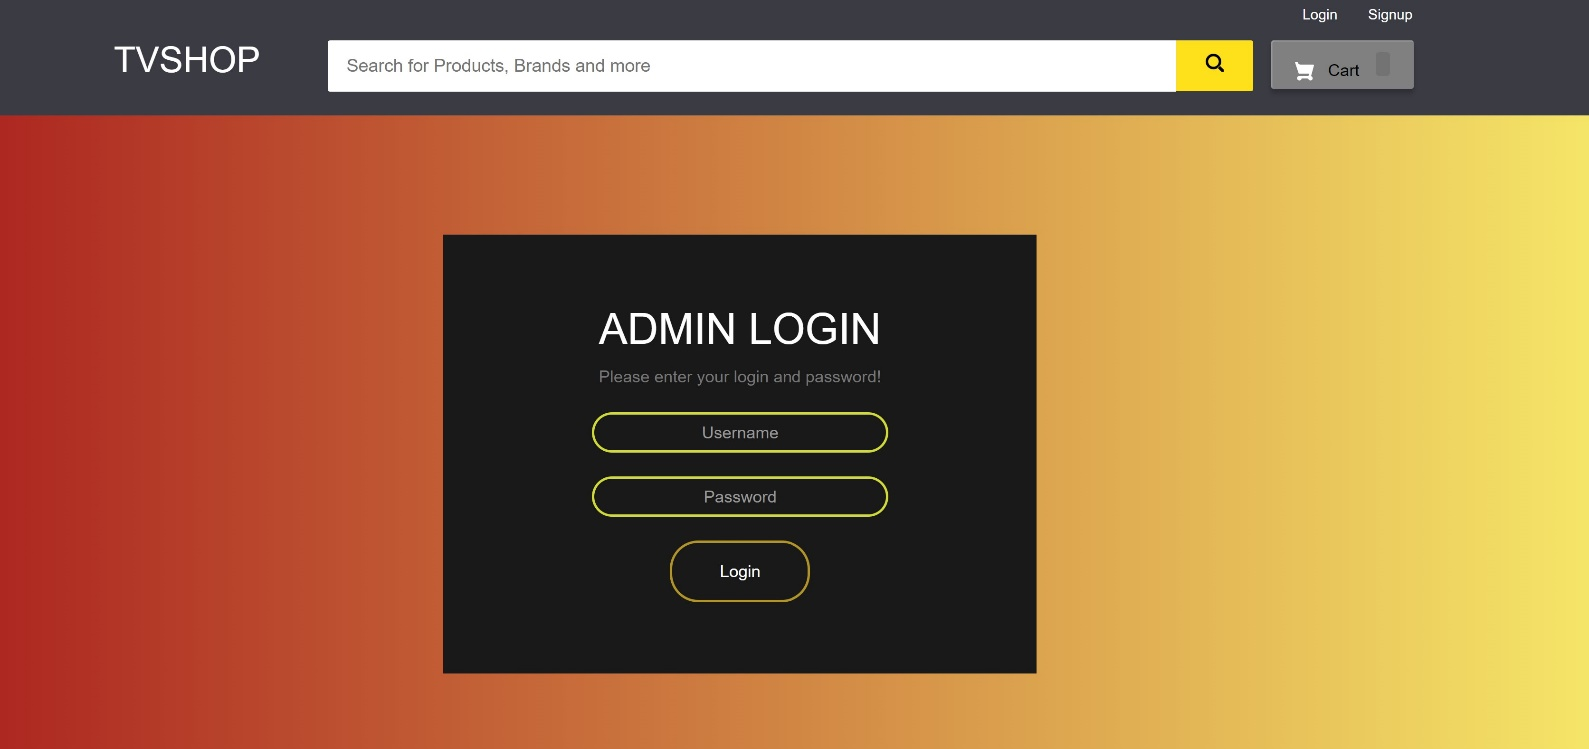 Login Signup
TVSHOP
Search for Products, Brands and more
Cart
ADMIN LOGIN
Please enter your login and password!
Username
Password
Login